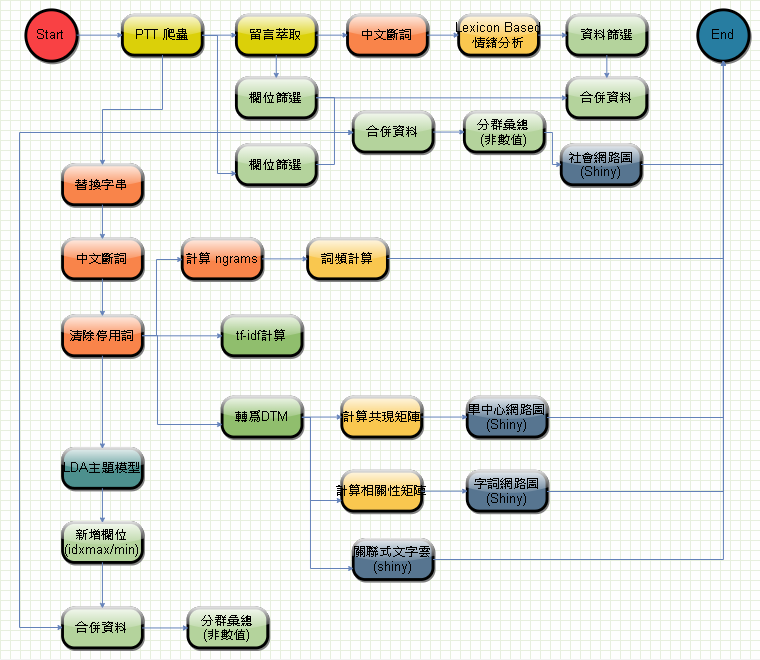 Start
PTT 爬蟲
留言萃取
中文斷詞
Lexicon Based
情緒分析
資料篩選
End
欄位篩選
合併資料
合併資料
分群彙總
(非數值)
欄位篩選
社會網路圖
(Shiny)
替換字串
中文斷詞
計算 ngrams
詞頻計算
清除停用詞
tf-idf計算
轉為DTM
計算共現矩陣
單中心網路圖
(Shiny)
LDA主題模型
計算相關性矩陣
字詞網路圖
(Shiny)
新增欄位
(idxmax/min)
關聯式文字雲
(shiny)
合併資料
分群彙總
(非數值)